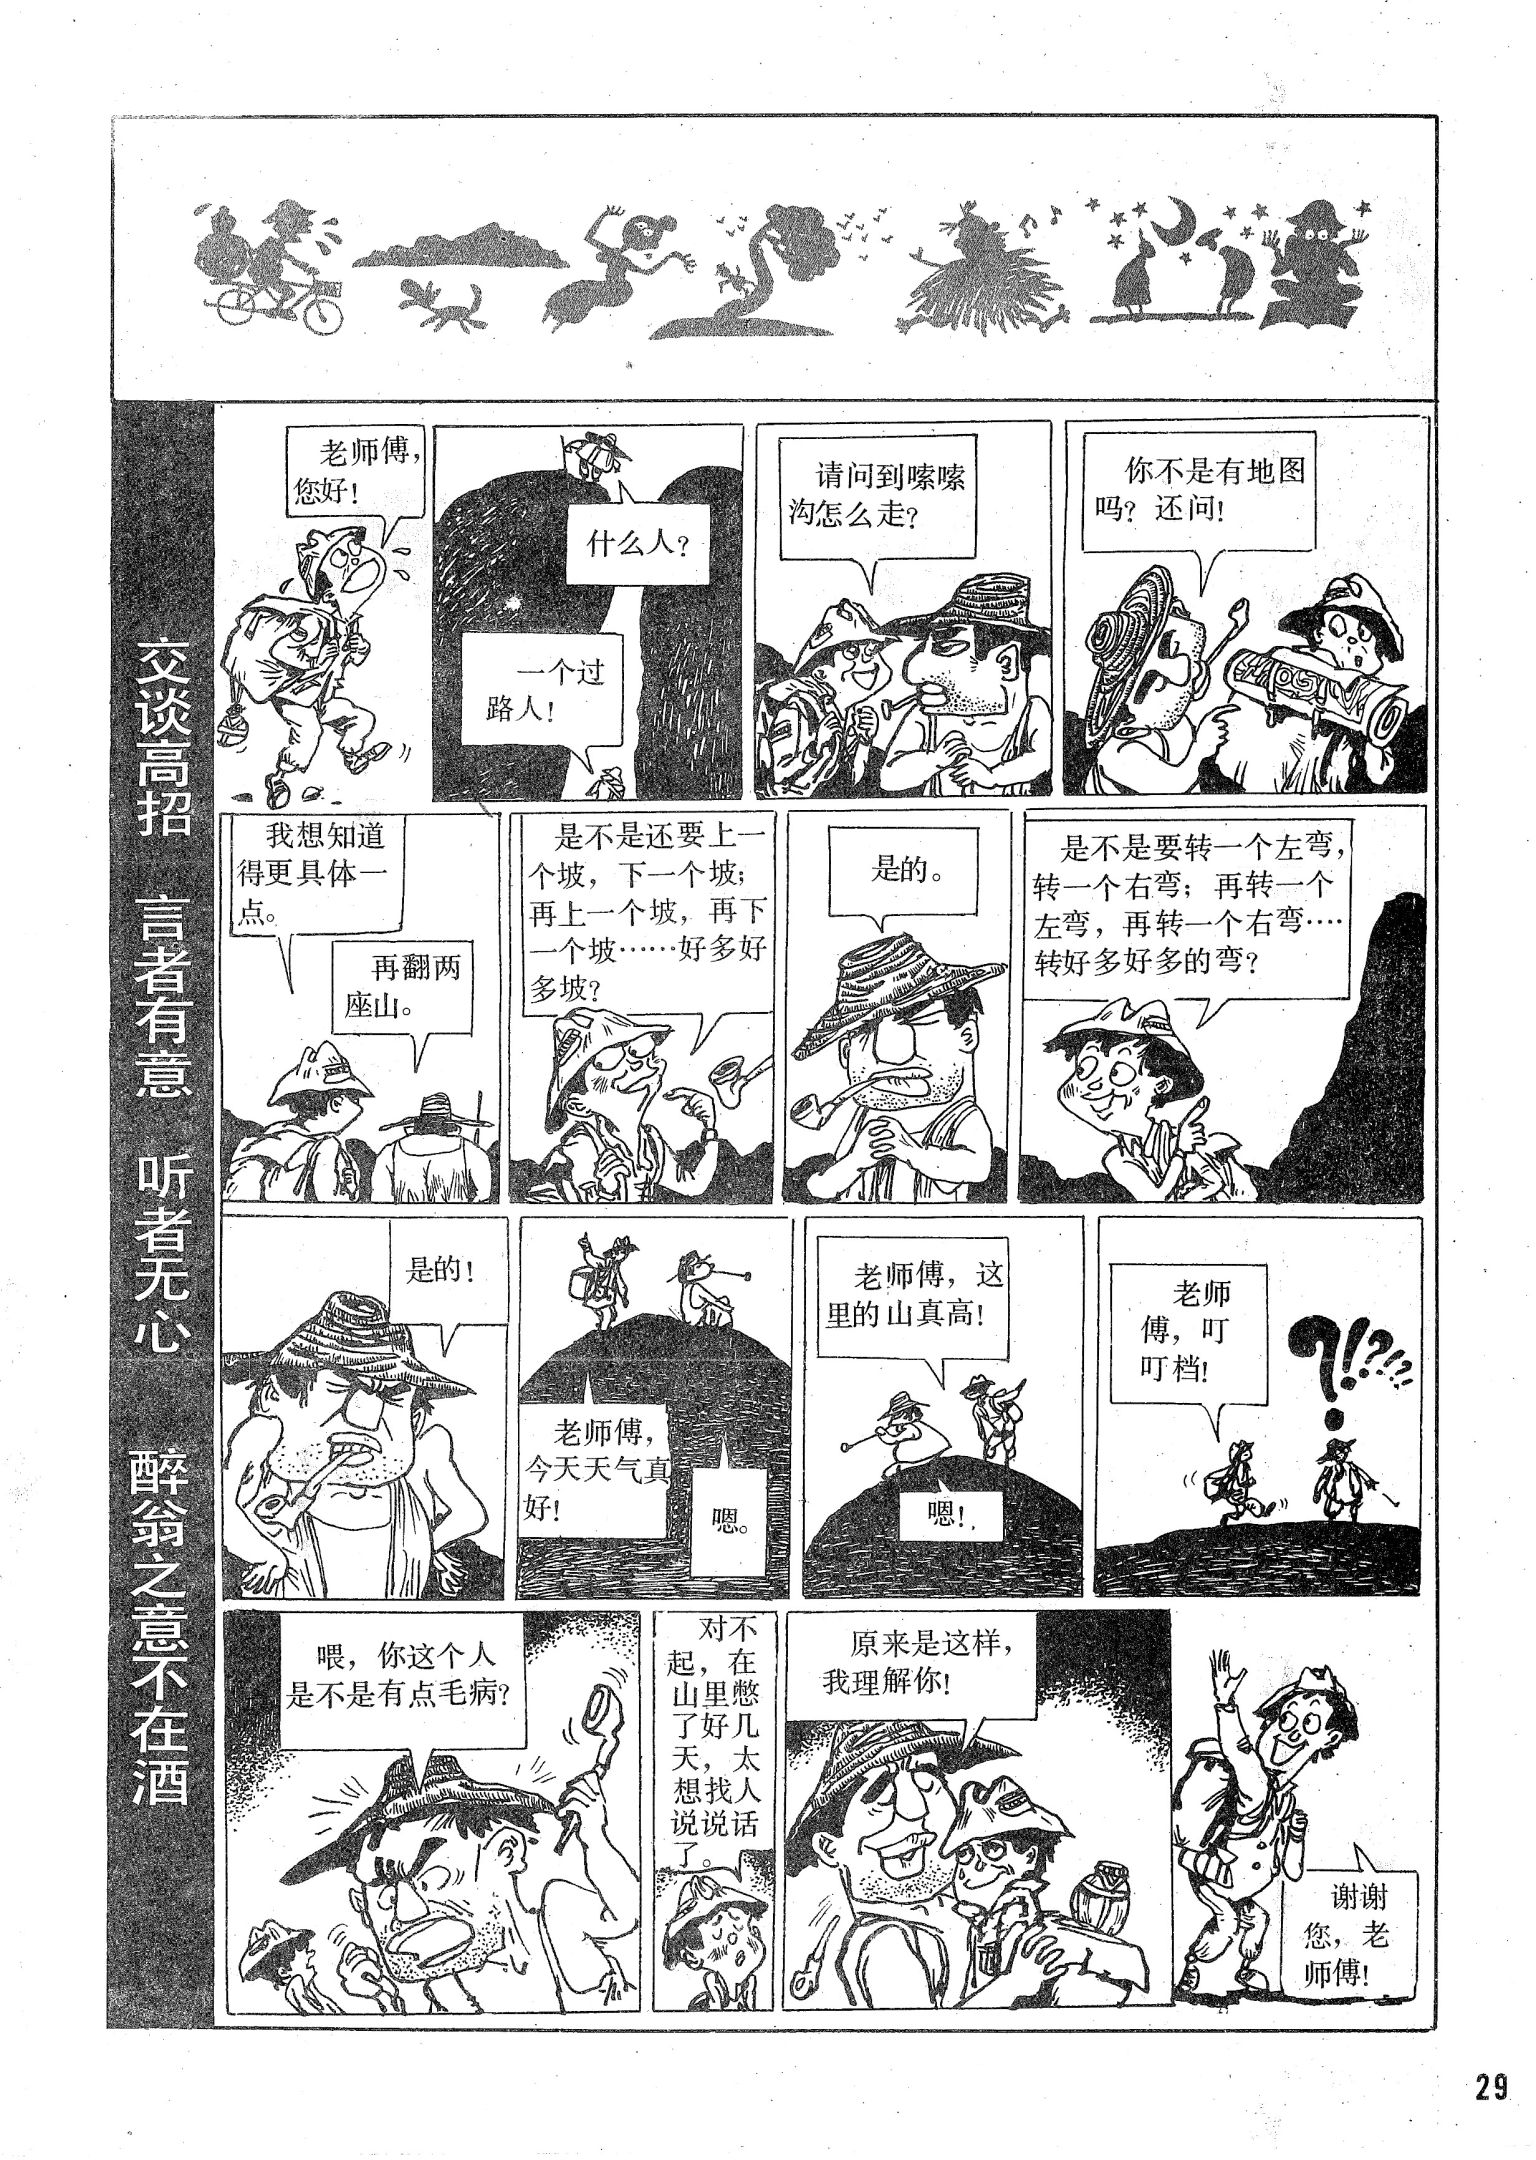 交谈高招　言者有意　听者无心　醉翁之意不在酒
老师傅，
您好！
什么人？
一个过
路人！
请问到嗦嗦
沟怎么走？
你不是有地图
吗？还问！
我想知道
得更具体一
点。
再翻两
座山。
是不是还要上一
个坡，下一个坡；
再上一个坡，再下
一个坡……好多好
多坡？
是的。
是不是要转一个左弯，
转一个右弯；再转一个
左弯，再转一个右弯…·
转好多好多的弯？
是的！
老师傅，
今天天气真
好！
嗯。
老师傅，这
里的山真高！
嗯！
老师
傅，叮
叮档！
?!?!?!
喂，你这个人
是不是有点毛病？
对不
起，在
山里憋
了好几
天，太
想找人
说说话
了。
原来是这样，
我理解你！
谢谢
您，老
师傅！
29